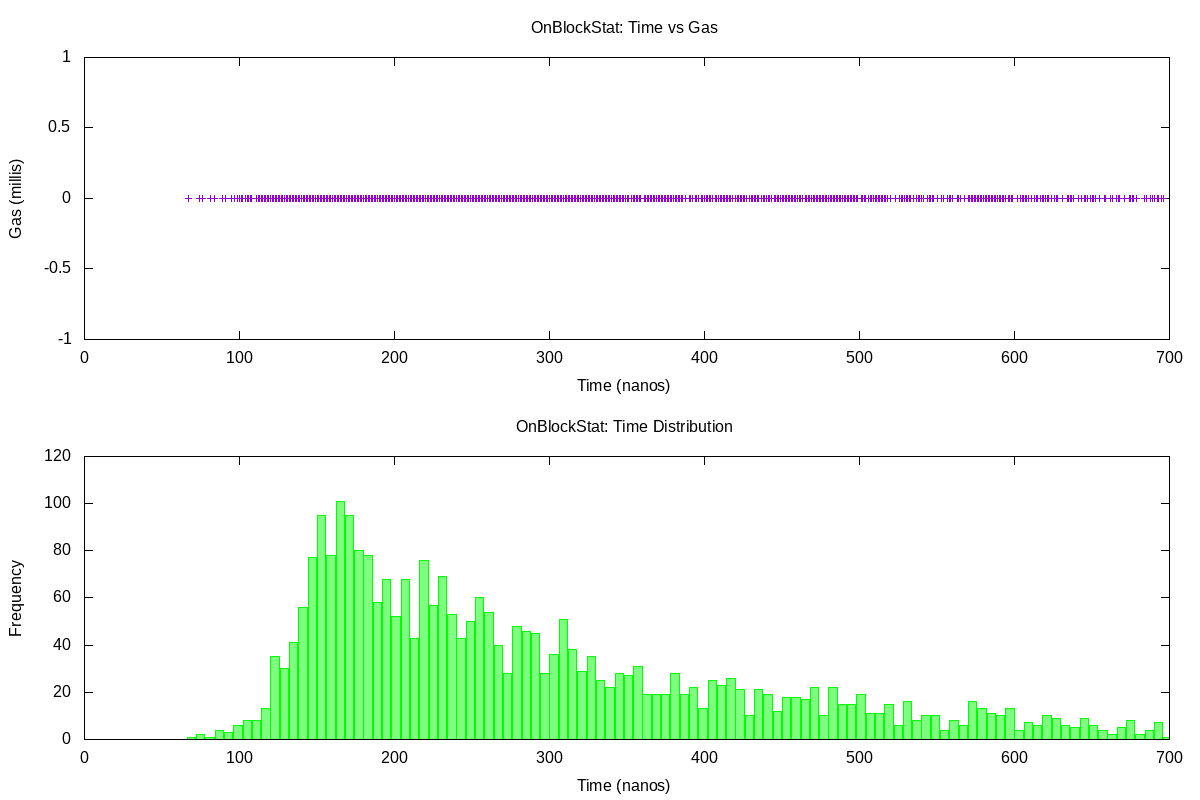 OnBlockStat: Time vs Gas
1
0.5
0
-0.5
-1
Gas (millis)
0 100 200 300 400 500 600 700
Time (nanos)
OnBlockStat: Time Distribution
120
100
80
60
40
20
0
Frequency
0 100 200 300 400 500 600 700
Time (nanos)